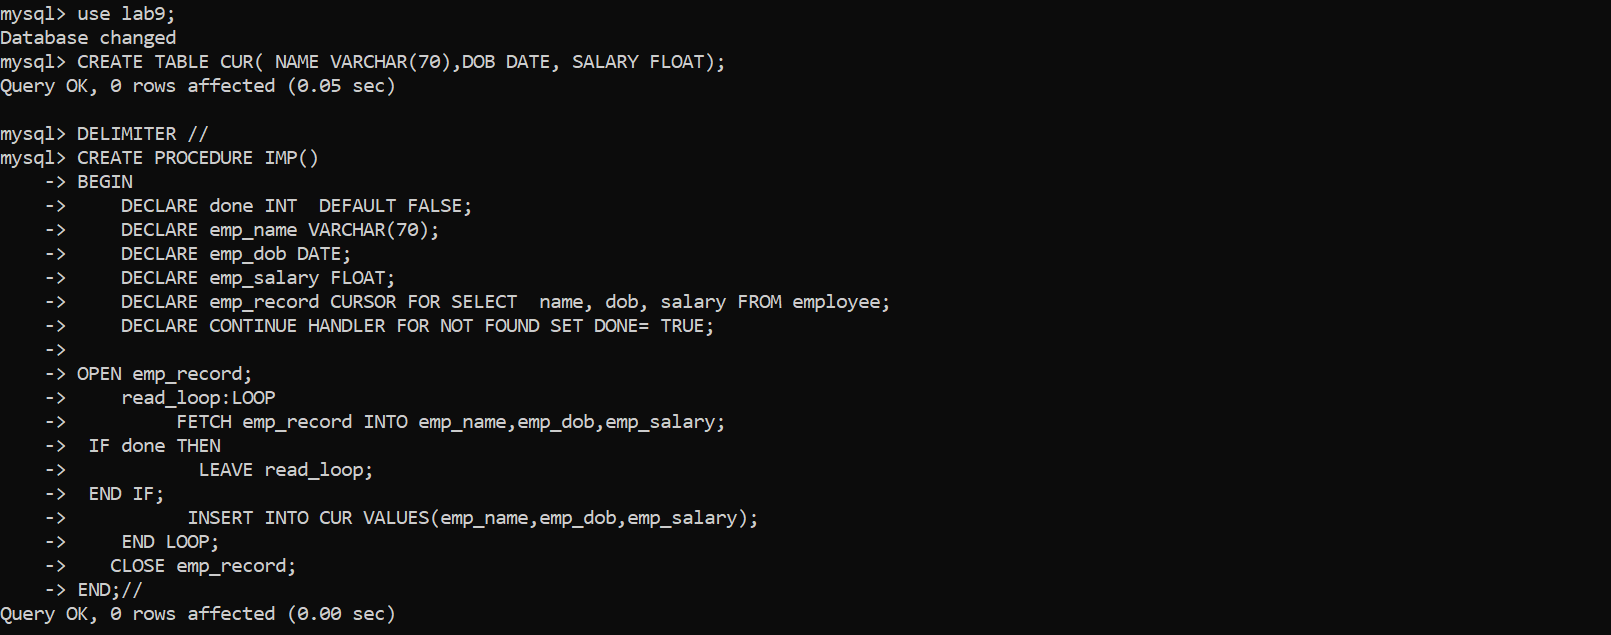 mysql> use lab9;
Database changed
mysql> CREATE TABLE CUR( NAME VARCHAR(70),DOB DATE, SALARY FLOAT);
Query OK, 0 rows affected (0.05 sec)

mysql> DELIMITER //
mysql> CREATE PROCEDURE IMP()
    -> BEGIN
    ->     DECLARE done INT  DEFAULT FALSE;
    ->     DECLARE emp_name VARCHAR(70);
    ->     DECLARE emp_dob DATE;
    ->     DECLARE emp_salary FLOAT;
    ->     DECLARE emp_record CURSOR FOR SELECT  name, dob, salary FROM employee;
    ->     DECLARE CONTINUE HANDLER FOR NOT FOUND SET DONE= TRUE;
    ->
    -> OPEN emp_record;
    ->     read_loop:LOOP
    ->          FETCH emp_record INTO emp_name,emp_dob,emp_salary;
    ->  IF done THEN
    ->            LEAVE read_loop;
    ->  END IF;
    ->           INSERT INTO CUR VALUES(emp_name,emp_dob,emp_salary);
    ->     END LOOP;
    ->    CLOSE emp_record;
    -> END;//
Query OK, 0 rows affected (0.00 sec)